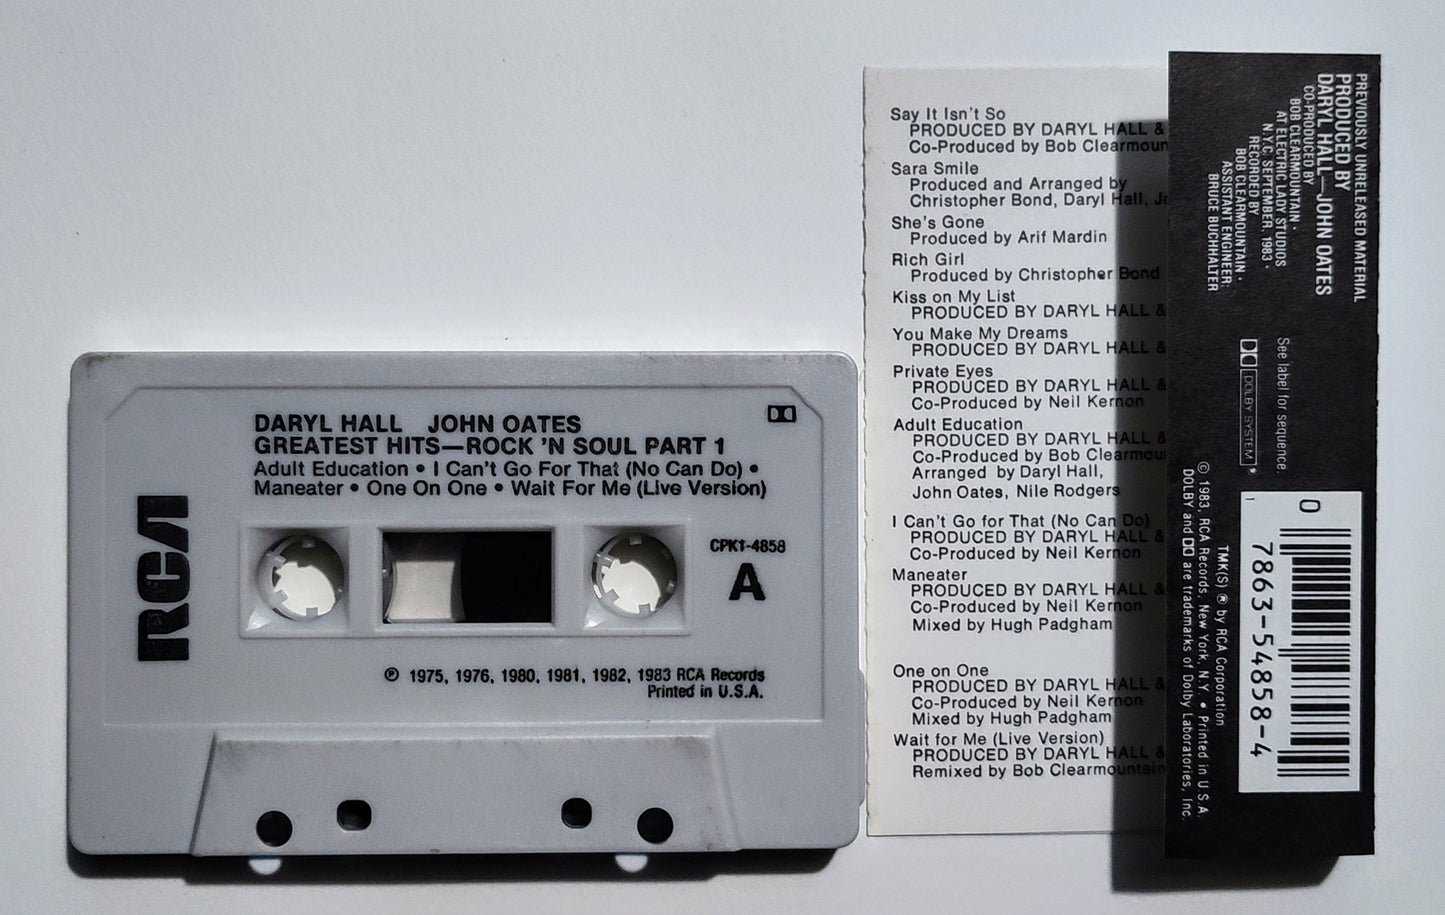 DARYL HALL JOHN OATES
GREATEST HITS—ROCK 'N SOUL PART 1
Adult Education • I Can't Go For That (No Can Do) •
Maneater • One On One • Wait For Me (Live Version)
RCA
CPK1-4858
A
℗ 1975, 1976, 1980, 1981, 1982, 1983 RCA Records
Printed in U.S.A.
Say It Isn't So
PRODUCED BY DARYL HALL &
Co-Produced by Bob Clearmoun
Sara Smile
Produced and Arranged by
Christopher Bond, Daryl Hall, Jo
She's Gone
Produced by Arif Mardin
Rich Girl
Produced by Christopher Bond
Kiss on My List
PRODUCED BY DARYL HALL &
You Make My Dreams
PRODUCED BY DARYL HALL &
Private Eyes
PRODUCED BY DARYL HALL &
Co-Produced by Neil Kernon
Adult Education
PRODUCED BY DARYL HALL &
Co-Produced by Bob Clearmou
Arranged by Daryl Hall,
John Oates, Nile Rodgers
I Can't Go for That (No Can Do)
PRODUCED BY DARYL HALL &
Co-Produced by Neil Kernon
Maneater
PRODUCED BY DARYL HALL &
Co-Produced by Neil Kernon
Mixed by Hugh Padgham
One on One
PRODUCED BY DARYL HALL &
Co-Produced by Neil Kernon
Mixed by Hugh Padgham
Wait for Me (Live Version)
PRODUCED BY DARYL HALL &
Remixed by Bob Clearmountain
PREVIOUSLY UNRELEASED MATERIAL
PRODUCED BY
DARYL HALL—JOHN OATES
CO-PRODUCED BY
BOB CLEARMOUNTAIN •
AT ELECTRIC LADY STUDIOS
N.Y.C. SEPTEMBER, 1983 •
RECORDED BY
BOB CLEARMOUNTAIN •
ASSISTANT ENGINEER:
BRUCE BUCHHALTER
See label for sequence.
DOLBY SYSTEM ®
0
7863-54858-4
1
TMK(S) ® by RCA Corporation
© 1983, RCA Records, New York, N.Y. • Printed in U.S.A.
DOLBY and are trademarks of Dolby Laboratories, Inc.